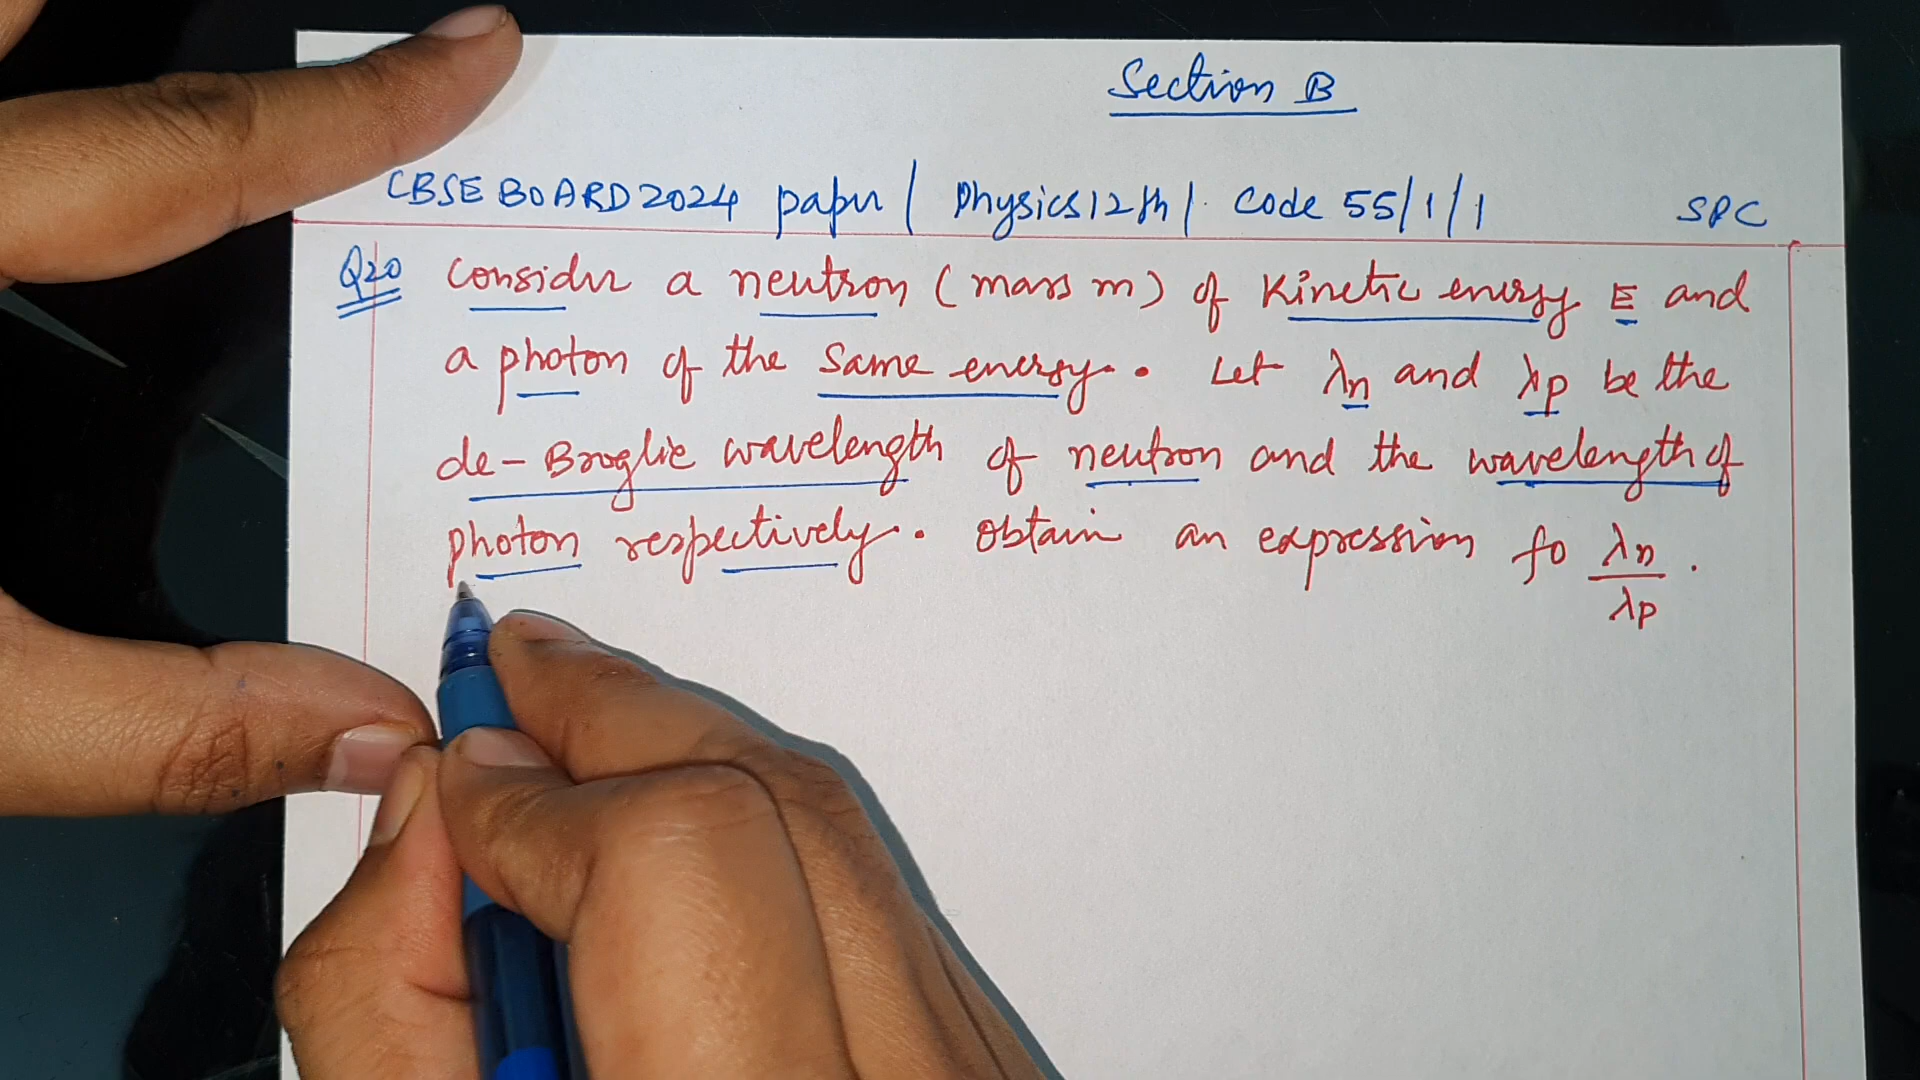 Section B
CBSE BOARD 2024 paper / Physics 12th / Code 55/1/1 SPC
Q20 Consider a neutron (mass m) of Kinetic energy E and
a photon of the same energy. Let λn and λp be the
de-Broglie wavelength of neutron and the wavelength of
photon respectively. Obtain an expression fo λn/λp.